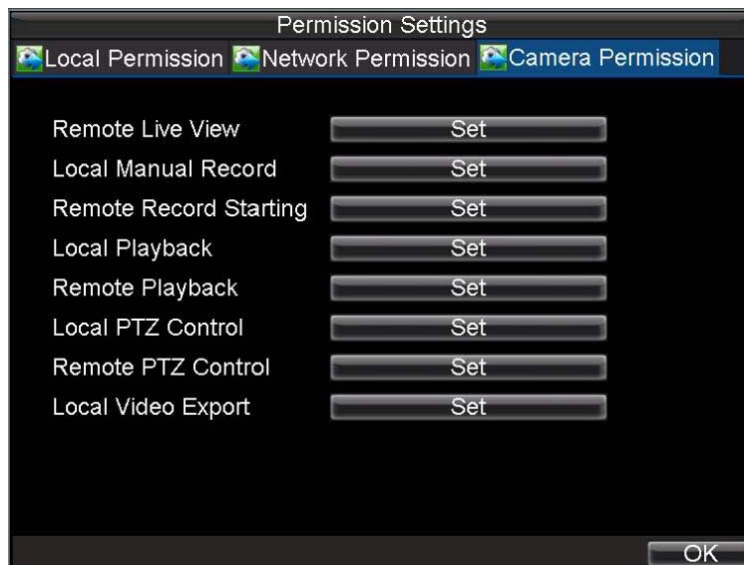 Permission Settings
Local Permission Network Permission Camera Permission
Remote Live View Set
Local Manual Record Set
Remote Record Starting Set
Local Playback Set
Remote Playback Set
Local PTZ Control Set
Remote PTZ Control Set
Local Video Export Set
OK